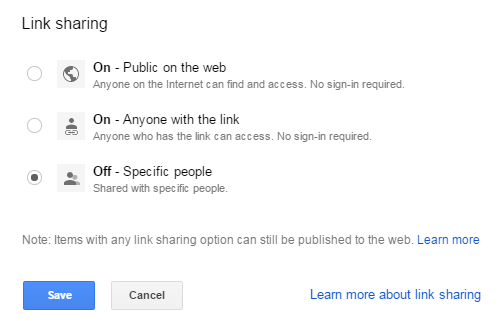 Link sharing
On - Public on the web
Anyone on the Internet can find and access. No sign-in required.
On - Anyone with the link
Anyone who has the link can access. No sign-in required.
Off - Specific people
Shared with specific people.
Note: Items with any link sharing option can still be published to the web. Learn more
Save Cancel Learn more about link sharing